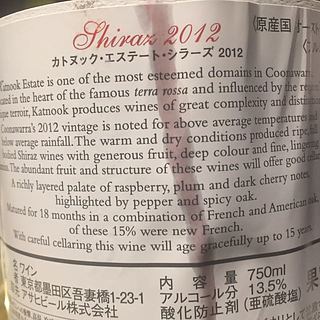 Shiraz 2012
カトヌック・エステート・シラーズ 2012
Katnook Estate is one of the most esteemed domains in Coonawarra.
in the heart of the famous terra rossa and influenced by the
terroir, Katnook produces wines of great complexity and
Coonawarra's 2012 vintage is noted for above average temperatures and
below average rainfall. The warm and dry conditions produced ripe, full
bodied Shiraz wines with generous fruit, deep colour and fine, lingering
The abundant fruit and structure of these wines will offer good
A richly layered palate of raspberry, plum and dark cherry notes,
highlighted by pepper and spicy oak.
Matured for 18 months in a combination of French and American oak,
of these 15% were new French.
With careful cellaring this wine will age gracefully up to 15 years.
(原産国
名 ワイン
東京都墨田区吾妻橋1-23-1
アサヒビール株式会社
内 容 量 750ml
アルコール分 13.5%
酸化防止剤(亜硫酸塩)
果